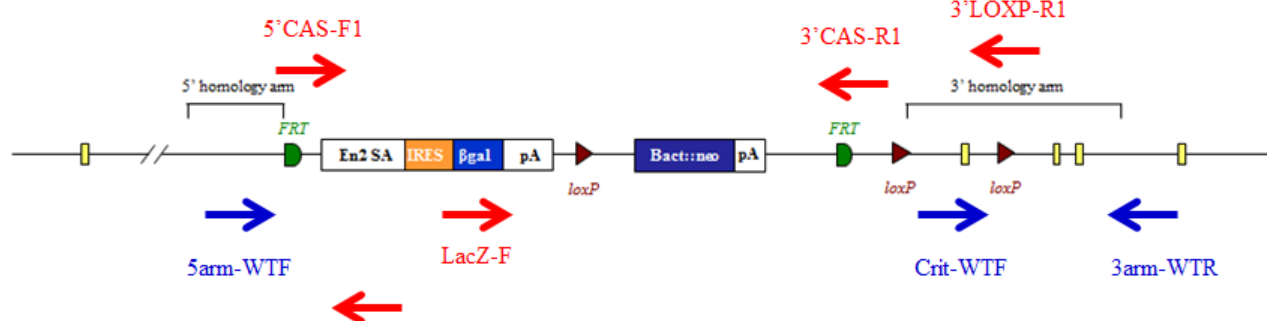 3'LOXP-R1
5'CAS-F1
3'CAS-R1
5' homology arm
3' homology arm
FRT
FRT
En2 SA IRES βgal pA
Bact::neo pA
loxP
loxP
loxP
5arm-WTF
LacZ-F
Crit-WTF
3arm-WTR